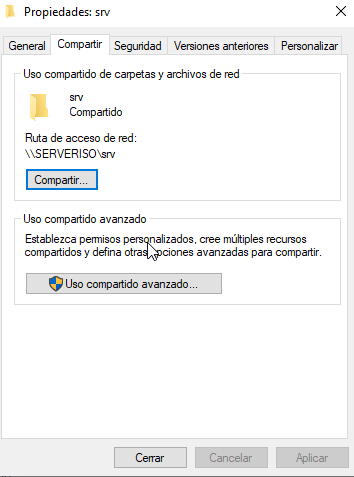 Propiedades: srv
General
Compartir
Seguridad
Versiones anteriores
Personalizar
Uso compartido de carpetas y archivos de red
srv
Compartido
Ruta de acceso de red:
\\SERVERISO\srv
Compartir...
Uso compartido avanzado
Establezca permisos personalizados, cree múltiples recursos
compartidos y defina otras opciones avanzadas para compartir.
Uso compartido avanzado...
Cerrar
Cancelar
Aplicar